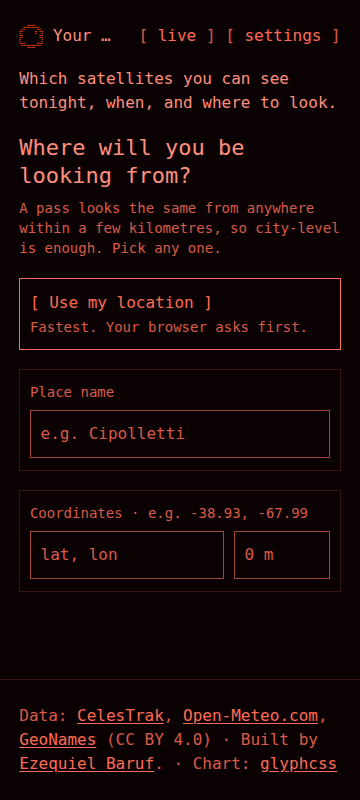 Your … [ live ] [ settings ]
Which satellites you can see
tonight, when, and where to look.
Where will you be
looking from?
A pass looks the same from anywhere
within a few kilometres, so city-level
is enough. Pick any one.
[ Use my location ]
Fastest. Your browser asks first.
Place name
e.g. Cipolletti
Coordinates · e.g. -38.93, -67.99
lat, lon
0 m
Data: CelesTrak, Open-Meteo.com,
GeoNames (CC BY 4.0) · Built by
Ezequiel Baruf. · Chart: glyphcss